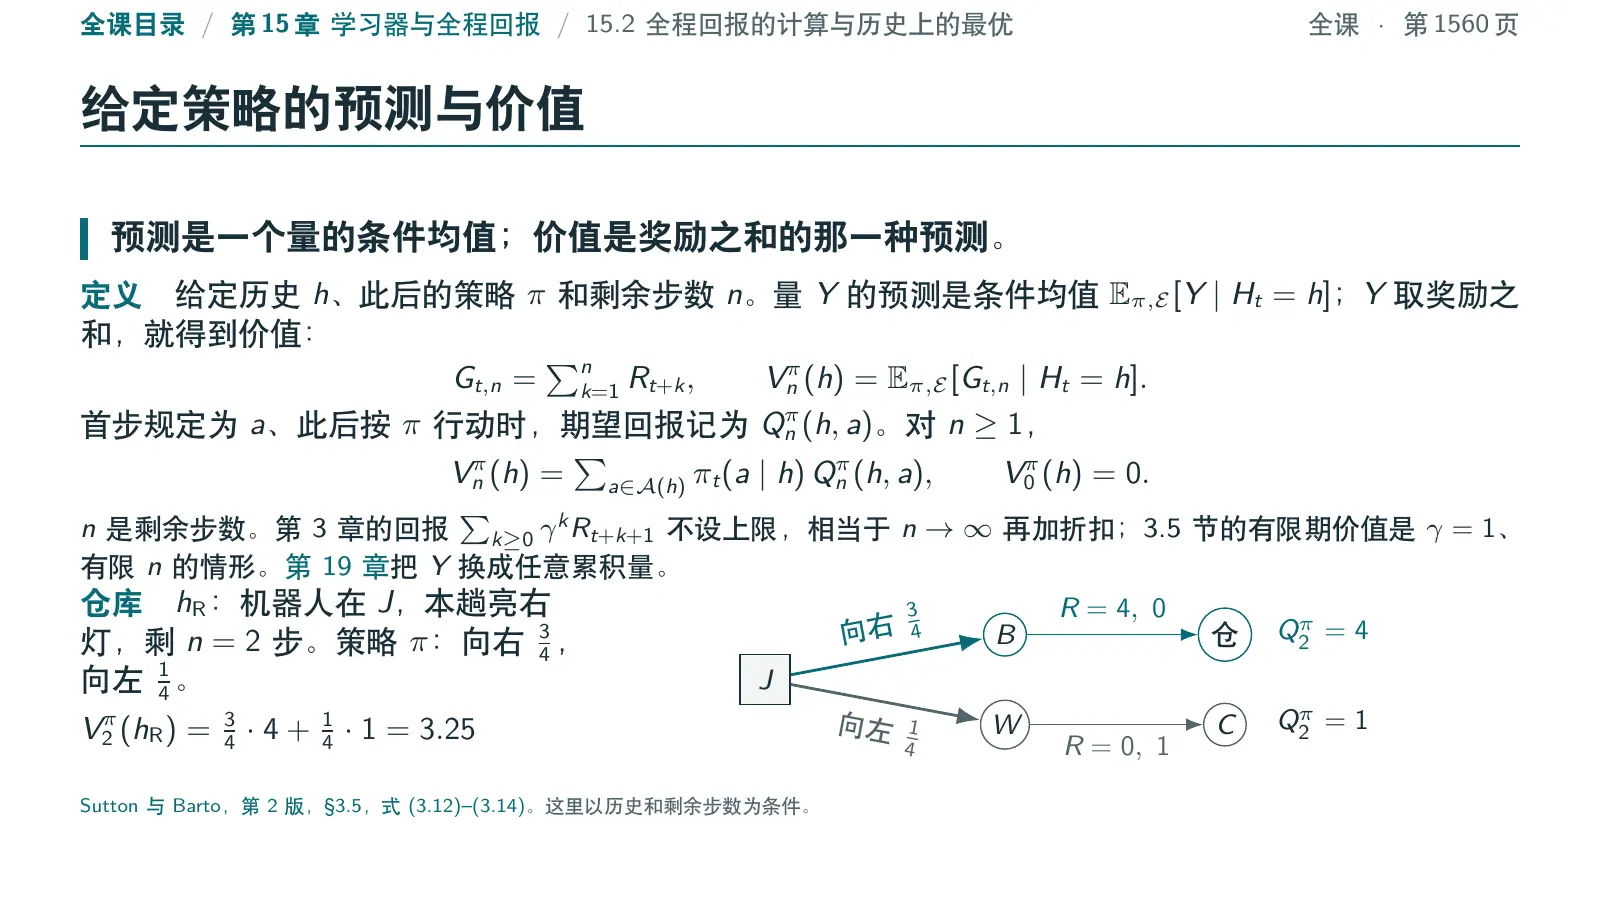 全课目录 / 第 15 章 学习器与全程回报 / 15.2 全程回报的计算与历史上的最优
全课 · 第 1560 页
给定策略的预测与价值
预测是一个量的条件均值；价值是奖励之和的那一种预测。
定义 给定历史 h、此后的策略 π 和剩余步数 n。量 Y 的预测是条件均值 𝔼_{π,ℰ}[Y | H_t = h]；Y 取奖励之
和，就得到价值：
G_{t,n} = ∑_{k=1}^{n} R_{t+k}, V_n^π(h) = 𝔼_{π,ℰ}[G_{t,n} | H_t = h].
首步规定为 a、此后按 π 行动时，期望回报记为 Q_n^π(h, a)。对 n ≥ 1，
V_n^π(h) = ∑_{a∈𝒜(h)} π_t(a | h) Q_n^π(h, a), V_0^π(h) = 0.
n 是剩余步数。第 3 章的回报 ∑_{k≥0} γ^k R_{t+k+1} 不设上限，相当于 n → ∞ 再加折扣；3.5 节的有限期价值是 γ = 1、
有限 n 的情形。第 19 章把 Y 换成任意累积量。
仓库 h_R：机器人在 J，本趟亮右
灯，剩 n = 2 步。策略 π：向右 3/4，
向左 1/4。
V_2^π(h_R) = 3/4 · 4 + 1/4 · 1 = 3.25
向右 3/4
B
R = 4, 0
仓
Q_2^π = 4
J
向左 1/4
W
R = 0, 1
C
Q_2^π = 1
Sutton 与 Barto，第 2 版，§3.5，式 (3.12)–(3.14)。这里以历史和剩余步数为条件。